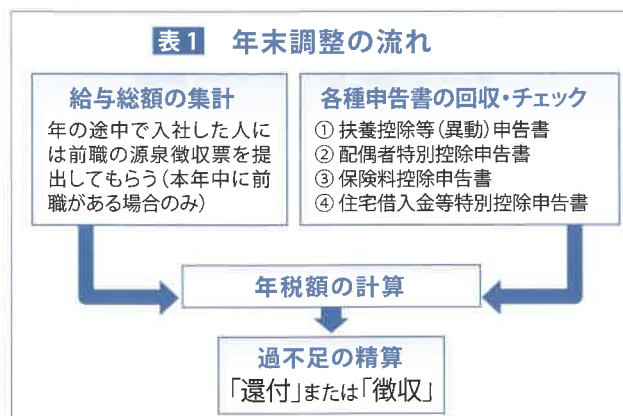 表1 年末調整の流れ
給与総額の集計
年の途中で入社した人に
は前職の源泉徴収票を提
出してもらう(本年中に前
職がある場合のみ)
各種申告書の回収・チェック
① 扶養控除等(異動)申告書
② 配偶者特別控除申告書
③ 保険料控除申告書
④ 住宅借入金等特別控除申告書
年税額の計算
過不足の精算
「還付」または「徴収」